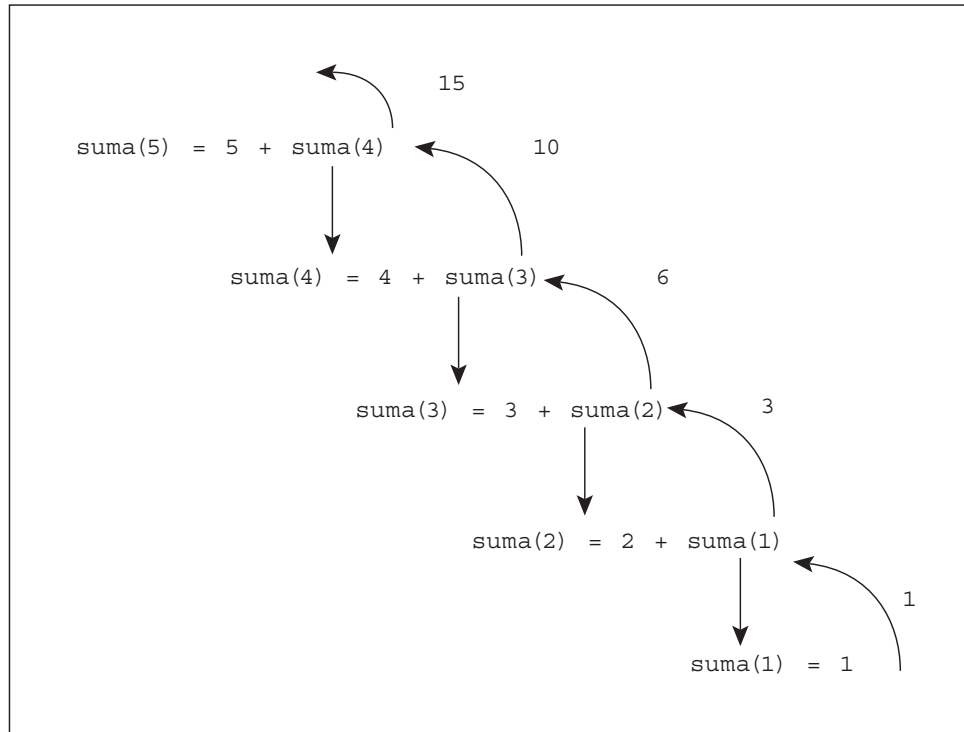 15
suma(5) = 5 + suma(4)
10
suma(4) = 4 + suma(3)
6
suma(3) = 3 + suma(2)
3
suma(2) = 2 + suma(1)
1
suma(1) = 1